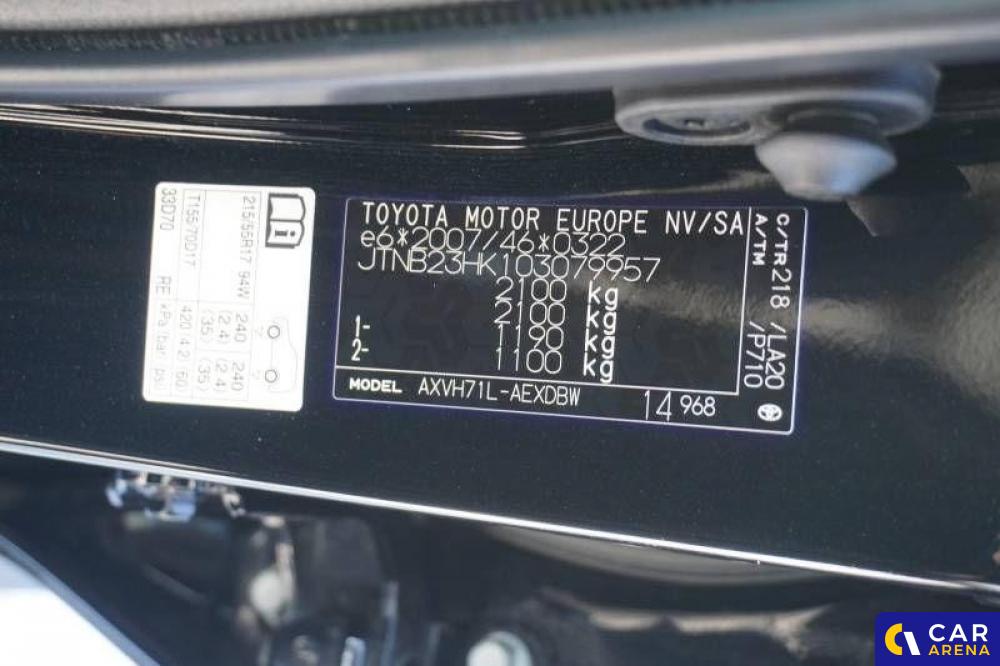 215/55R17 94W 240 240
(2.4) (2.4)
(35) (35)
T155/70D17 420 (4.2) (60)
33D70 RE kPa (bar, psi)
TOYOTA MOTOR EUROPE NV/SA
e6*2007/46*0322
JTNB23HK103079957
2100 kg
2100 kg
1- 1190 kg
2- 1100 kg
MODEL AXVH71L-AEXDBW
14 968
C/TR 218 /LA20
A/TM /P710
CAR
ARENA